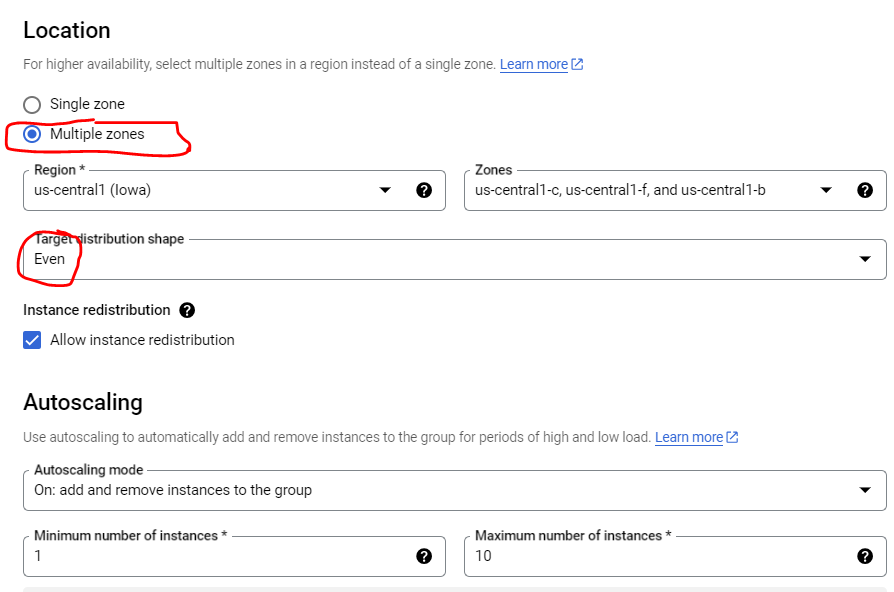 Location
For higher availability, select multiple zones in a region instead of a single zone. Learn more
Single zone
Multiple zones
Region *
us-central1 (Iowa)
Zones
us-central1-c, us-central1-f, and us-central1-b
Target distribution shape
Even
Instance redistribution
Allow instance redistribution
Autoscaling
Use autoscaling to automatically add and remove instances to the group for periods of high and low load. Learn more
Autoscaling mode
On: add and remove instances to the group
Minimum number of instances *
1
Maximum number of instances *
10